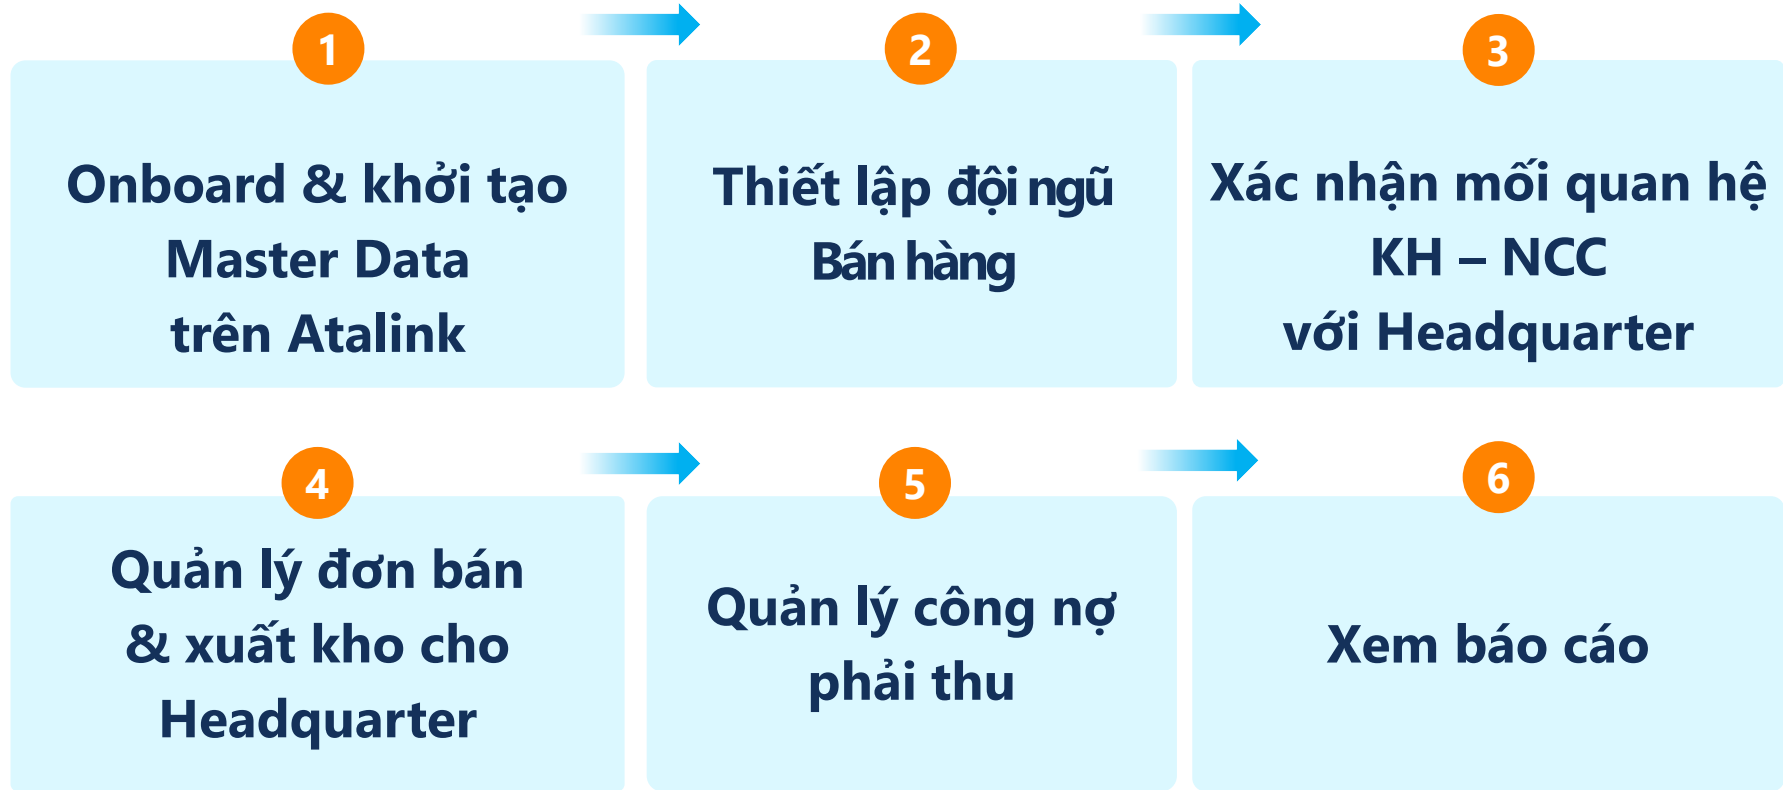 1
Onboard & khởi tạo
Master Data
trên Atalink
2
Thiết lập đội ngũ
Bán hàng
3
Xác nhận mối quan hệ
KH – NCC
với Headquarter
4
Quản lý đơn bán
& xuất kho cho
Headquarter
5
Quản lý công nợ
phải thu
6
Xem báo cáo